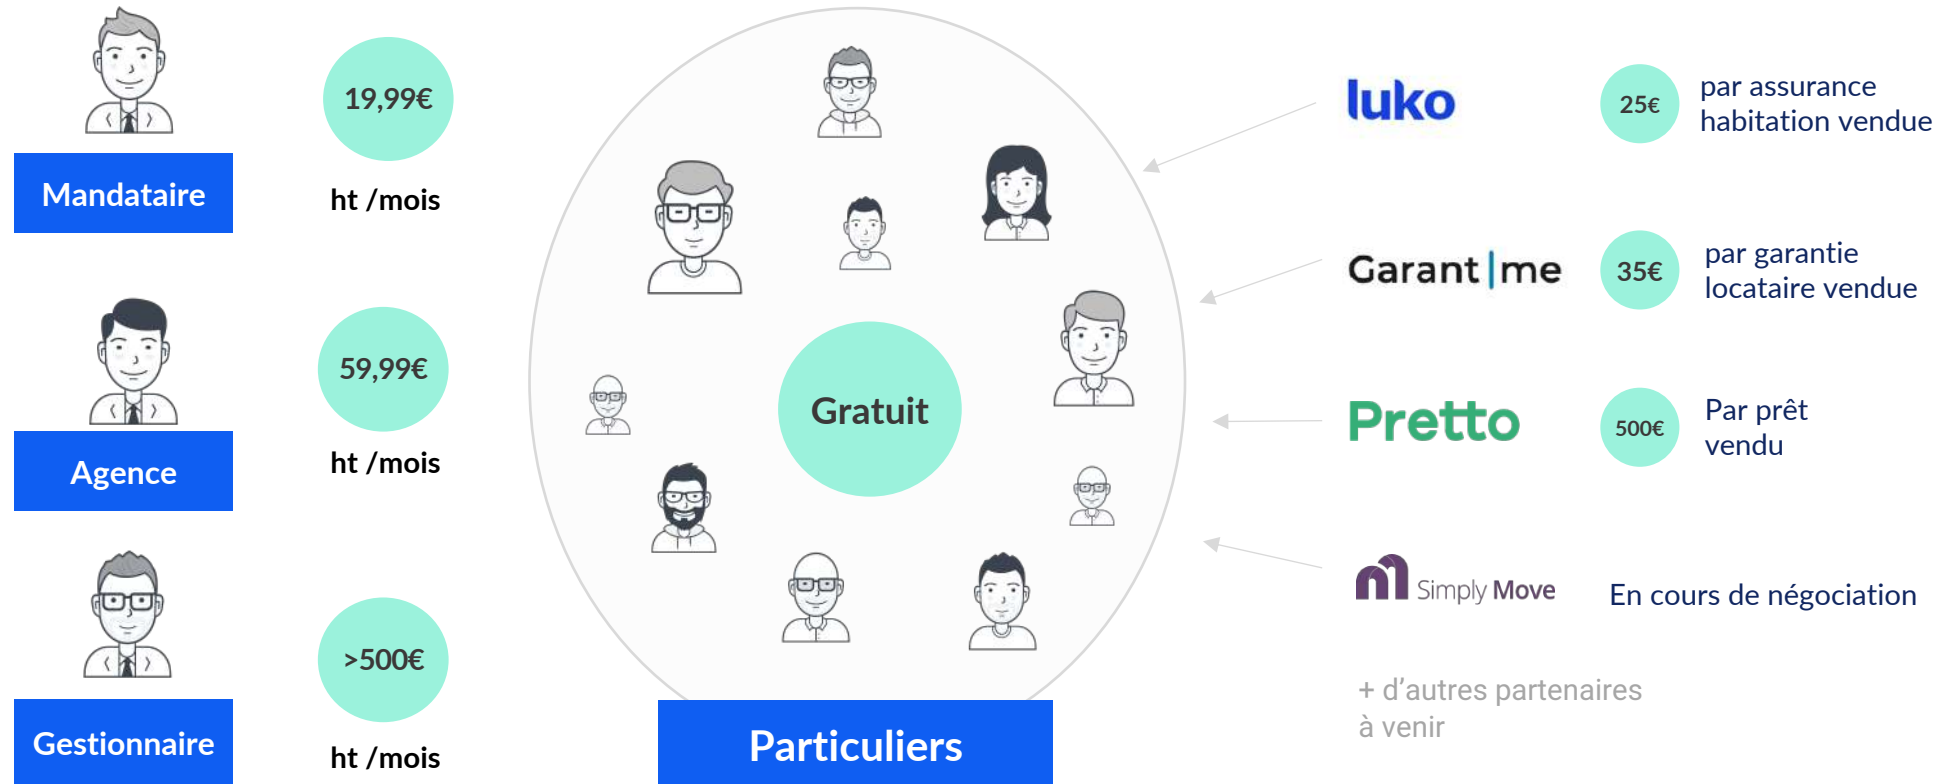 19,99€
Mandataire
ht /mois
59,99€
Agence
ht /mois
>500€
Gestionnaire
ht /mois
Gratuit
Particuliers
luko
25€
par assurance
habitation vendue
Garant|me
35€
par garantie
locataire vendue
Pretto
500€
Par prêt
vendu
Simply Move
En cours de négociation
+ d'autres partenaires
à venir